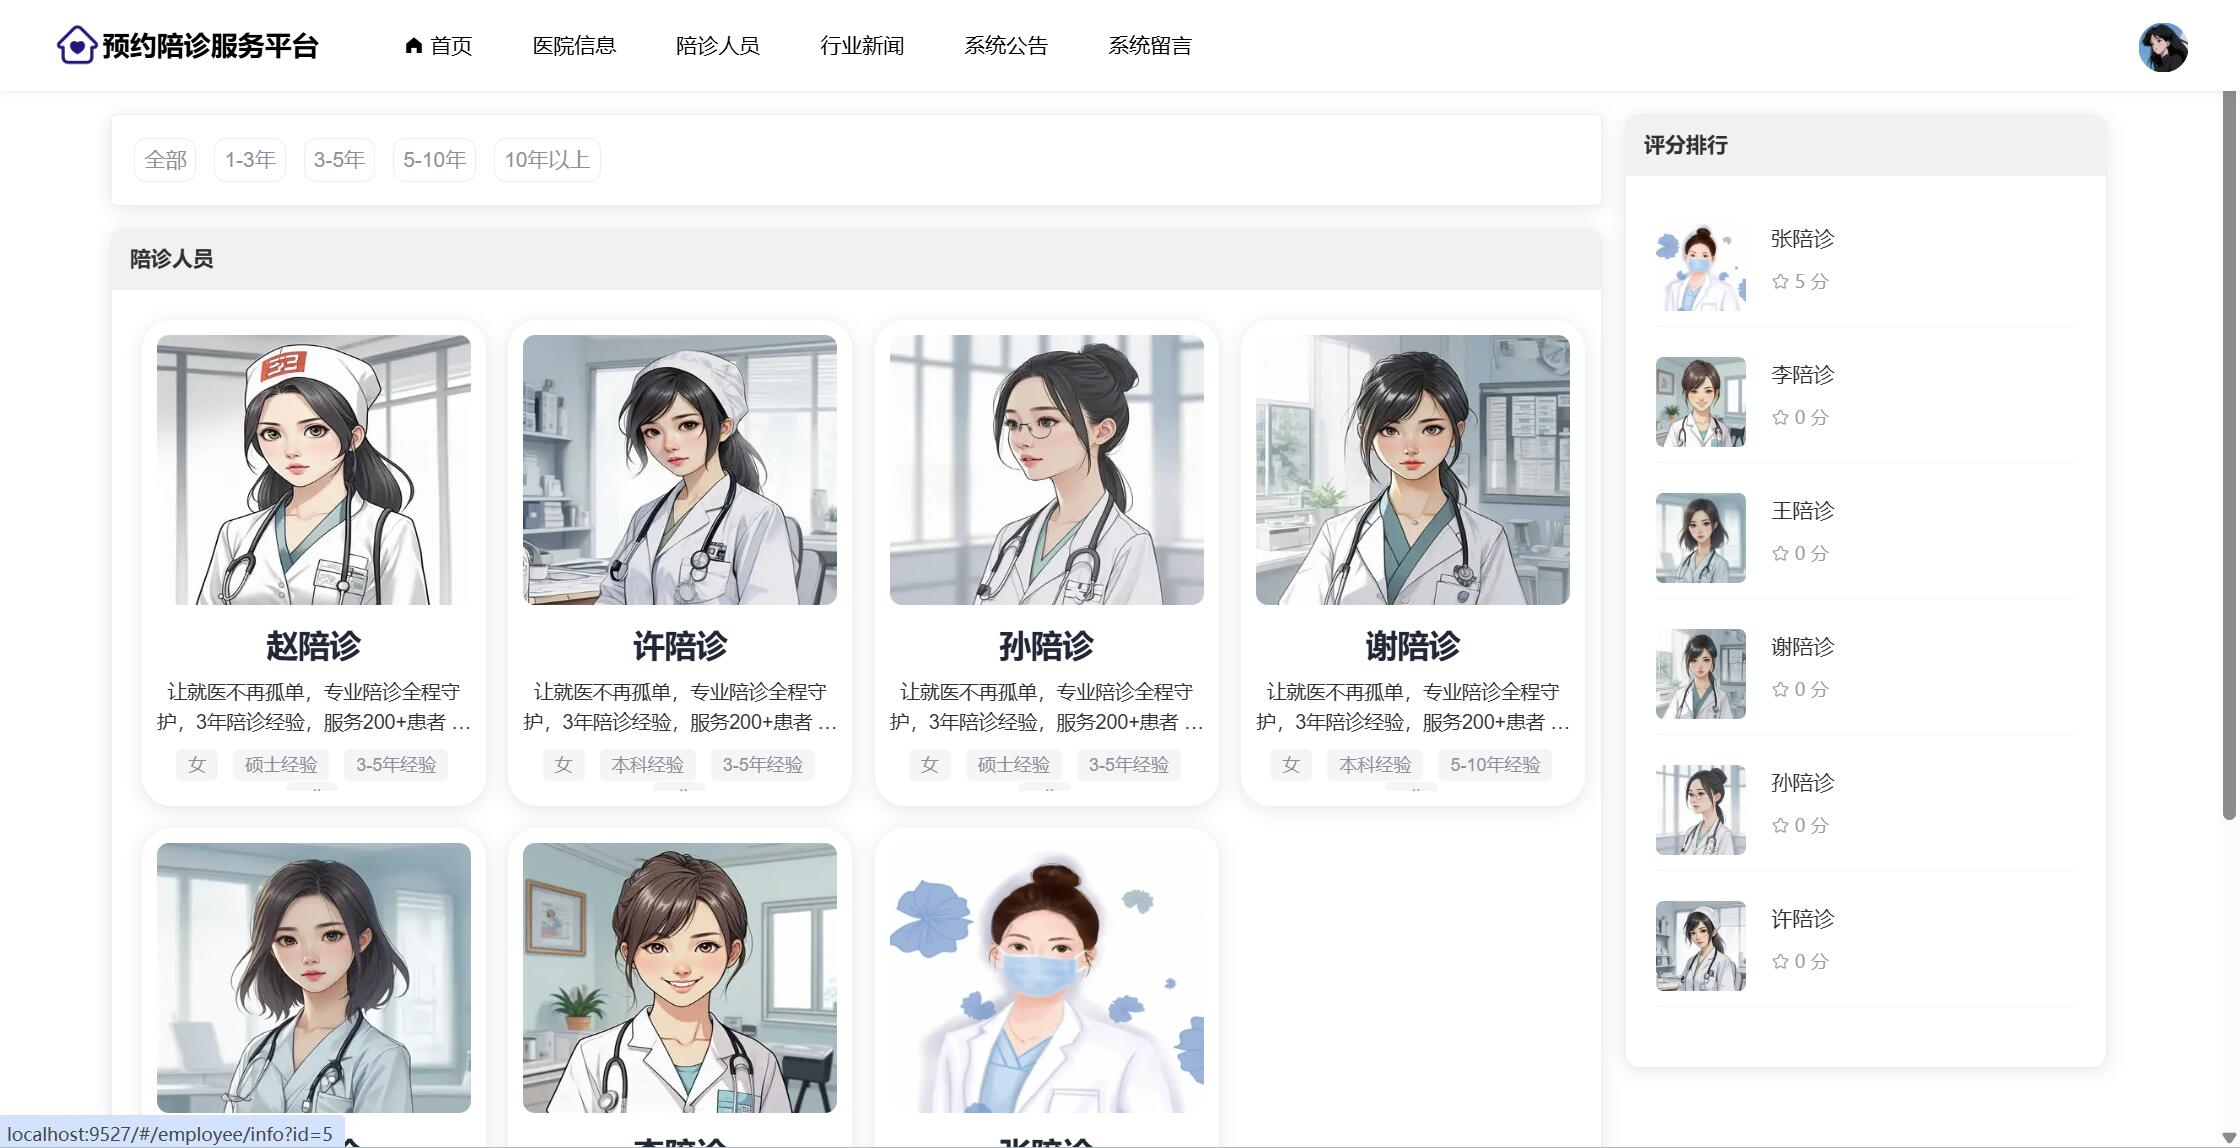 预约陪诊服务平台
首页
医院信息
陪诊人员
行业新闻
系统公告
系统留言
全部
1-3年
3-5年
5-10年
10年以上
陪诊人员
赵陪诊
让就医不再孤单，专业陪诊全程守
护，3年陪诊经验，服务200+患者 ...
女
硕士经验
3-5年经验
许陪诊
让就医不再孤单，专业陪诊全程守
护，3年陪诊经验，服务200+患者 ...
女
本科经验
3-5年经验
孙陪诊
让就医不再孤单，专业陪诊全程守
护，3年陪诊经验，服务200+患者 ...
女
硕士经验
3-5年经验
谢陪诊
让就医不再孤单，专业陪诊全程守
护，3年陪诊经验，服务200+患者 ...
女
本科经验
5-10年经验
李陪诊
张陪诊
评分排行
张陪诊
5 分
李陪诊
0 分
王陪诊
0 分
谢陪诊
0 分
孙陪诊
0 分
许陪诊
0 分
localhost:9527/#/employee/info?id=5